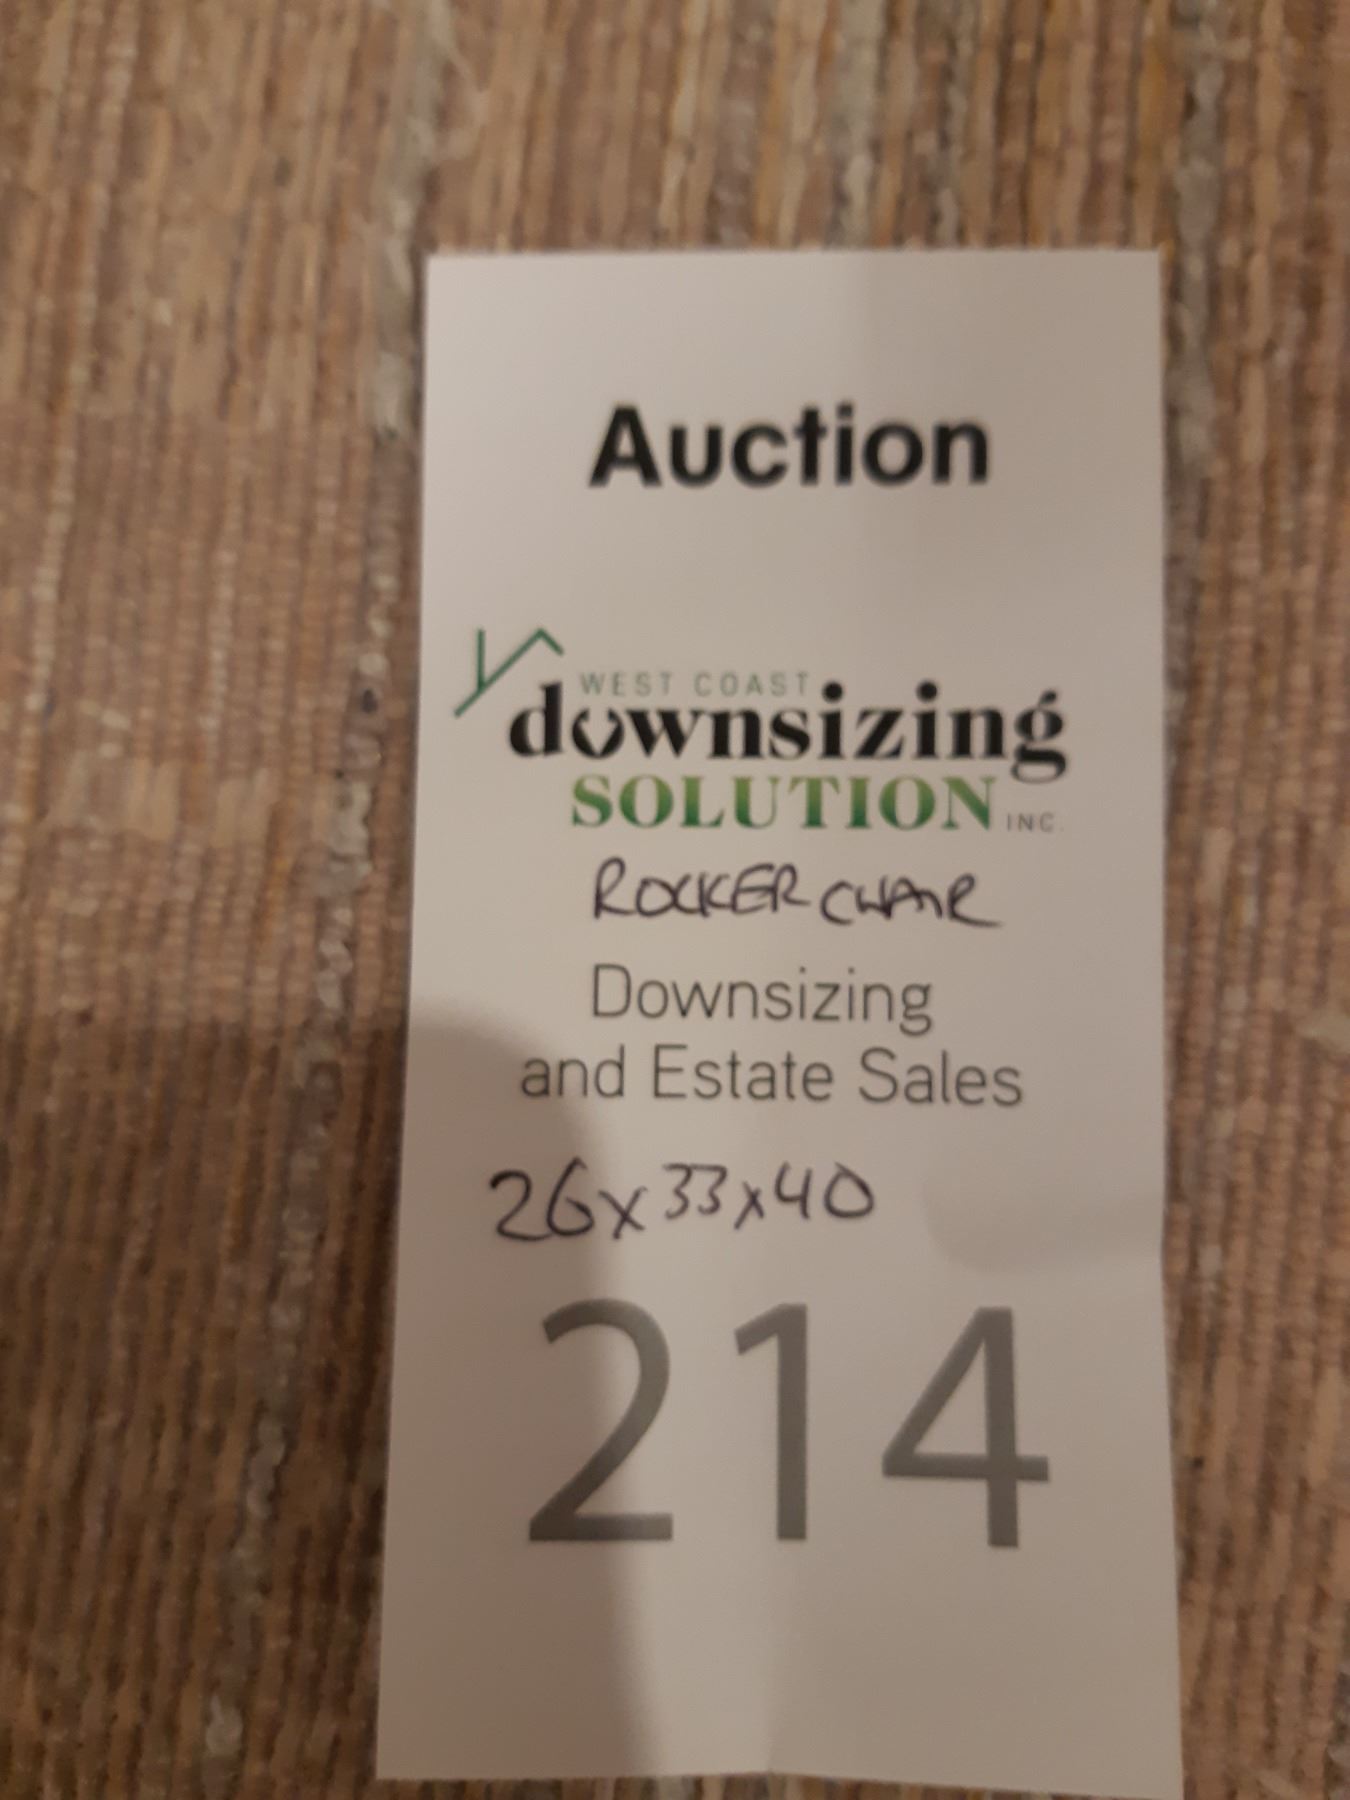 Auction
WEST COAST
downsizing
SOLUTION INC.
ROCKER CHAIR
Downsizing
and Estate Sales
26x33x40
214